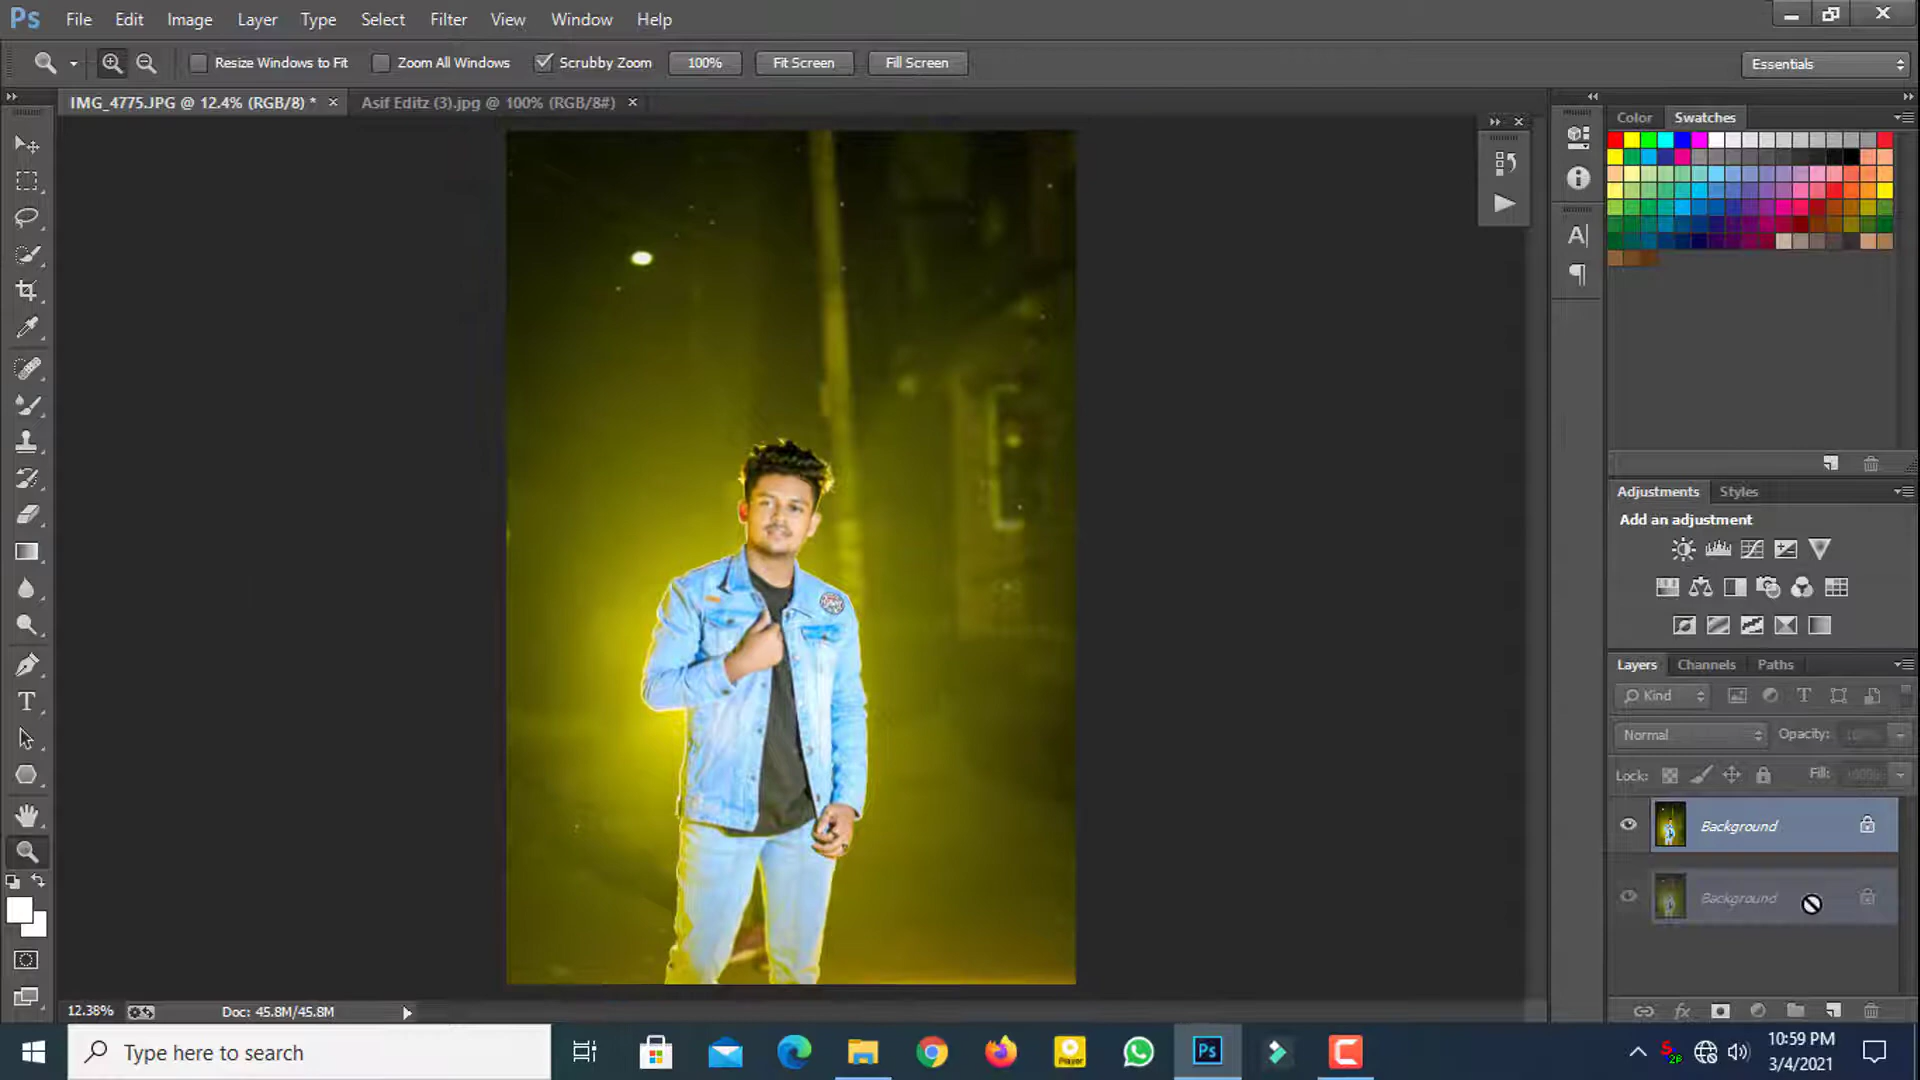 Ps File Edit Image Layer Type Select Filter View Window Help
Resize Windows to Fit Zoom All Windows Scrubby Zoom 100% Fit Screen Fill Screen Essentials
IMG_4775.JPG @ 12.4% (RGB/8) * Asif Editz (3).jpg @ 100% (RGB/8#)
Color Swatches
Adjustments Styles
Add an adjustment
Layers Channels Paths
Kind
Normal Opacity:
Lock: Fill:
Background
Background
12.38% Doc: 45.8M/45.8M
Type here to search
Player
Ps
10:59 PM
3/4/2021